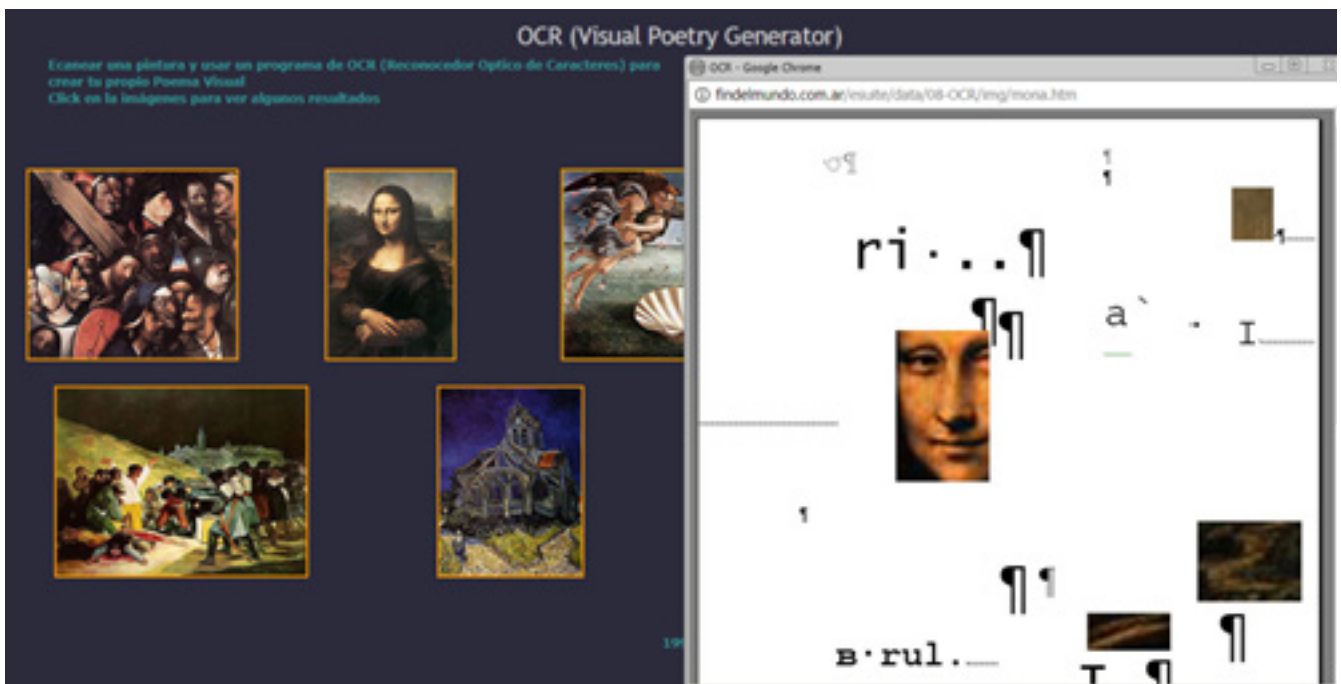 OCR (Visual Poetry Generator)
Ecanear una pintura y usar un programa de OCR (Reconocedor Optico de Caracteres) para
crear tu propio Poema Visual
Click en la imágenes para ver algunos resultados
199
OCR - Google Chrome
findelmundo.com.ar/esuite/data/08-OCR/img/mona.htm
¶
¶
¶
ri·..¶
¶
¶¶
a` · I
¶
¶ ¶
¶
B·rul.
I ¶